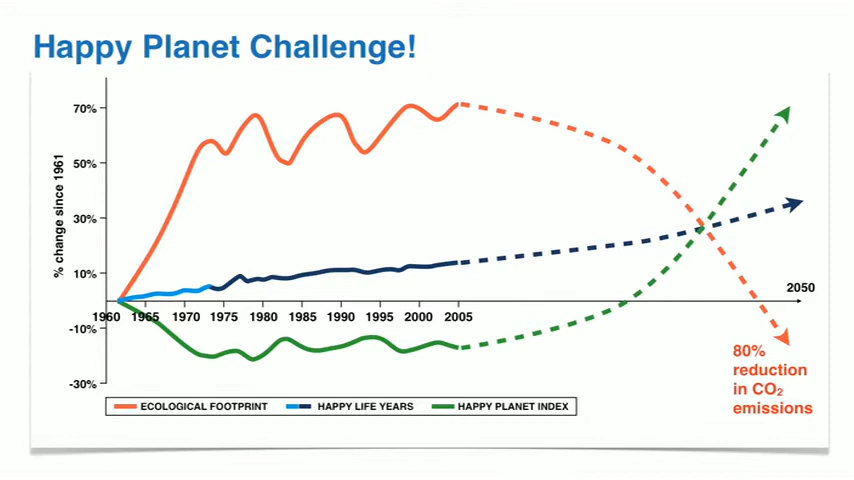 Happy Planet Challenge!
% change since 1961
70%
50%
30%
10%
-10%
-30%
1960 1965 1970 1975 1980 1985 1990 1995 2000 2005
2050
80%
reduction
in CO₂
emissions
ECOLOGICAL FOOTPRINT HAPPY LIFE YEARS HAPPY PLANET INDEX